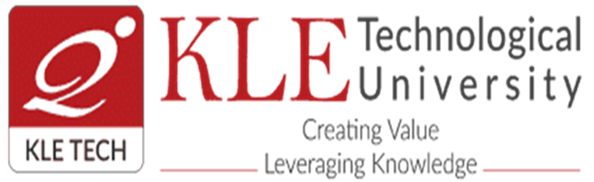 KLE TECH
KLE Technological
University
Creating Value
Leveraging Knowledge